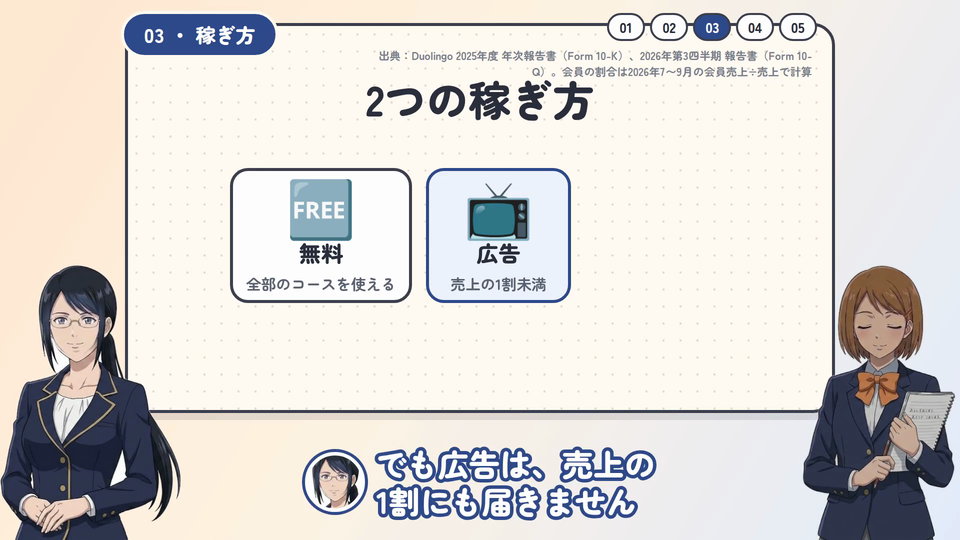 03 ・ 稼ぎ方
01 02 03 04 05
出典：Duolingo 2025年度 年次報告書（Form 10-K）、2026年第3四半期 報告書（Form 10-
Q）。会員の割合は2026年7〜9月の会員売上÷売上で計算
2つの稼ぎ方
FREE
無料
全部のコースを使える
広告
売上の1割未満
でも広告は、売上の
1割にも届きません